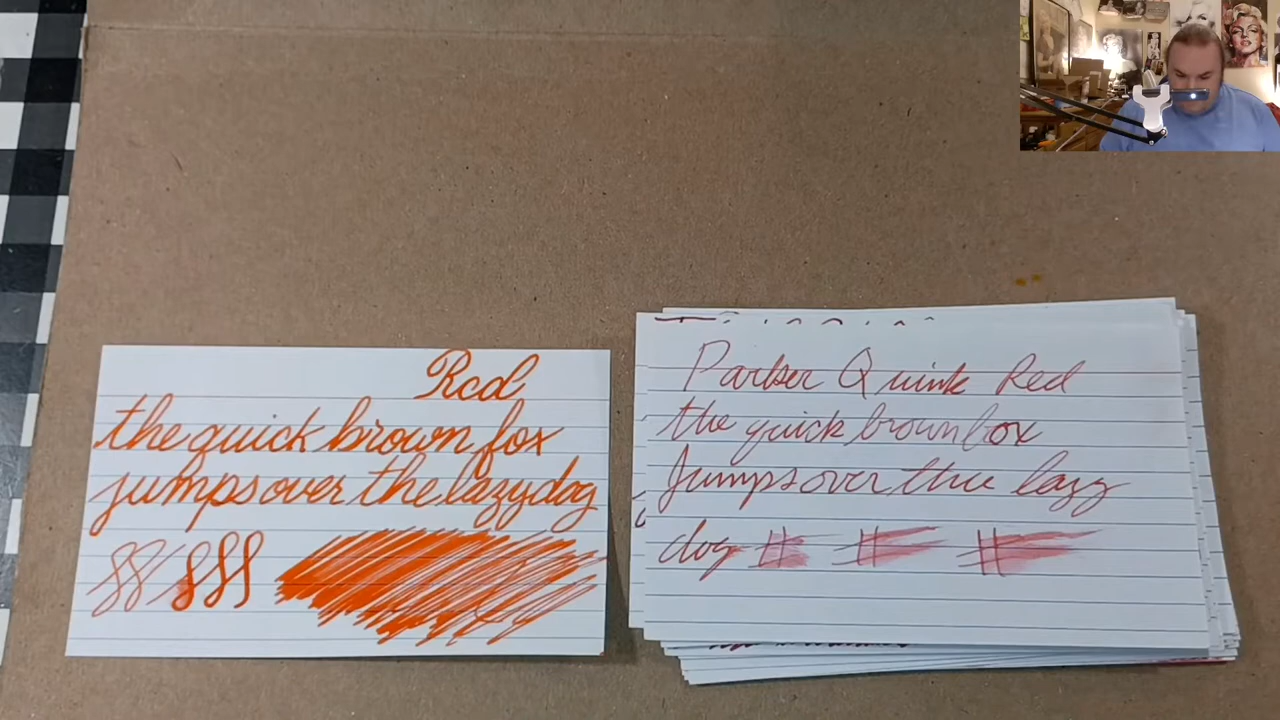 Red
the quick brown fox
jumps over the lazy dog
Parker Quink Red
the quick brown fox
Jumps over the lazy
dog # # #